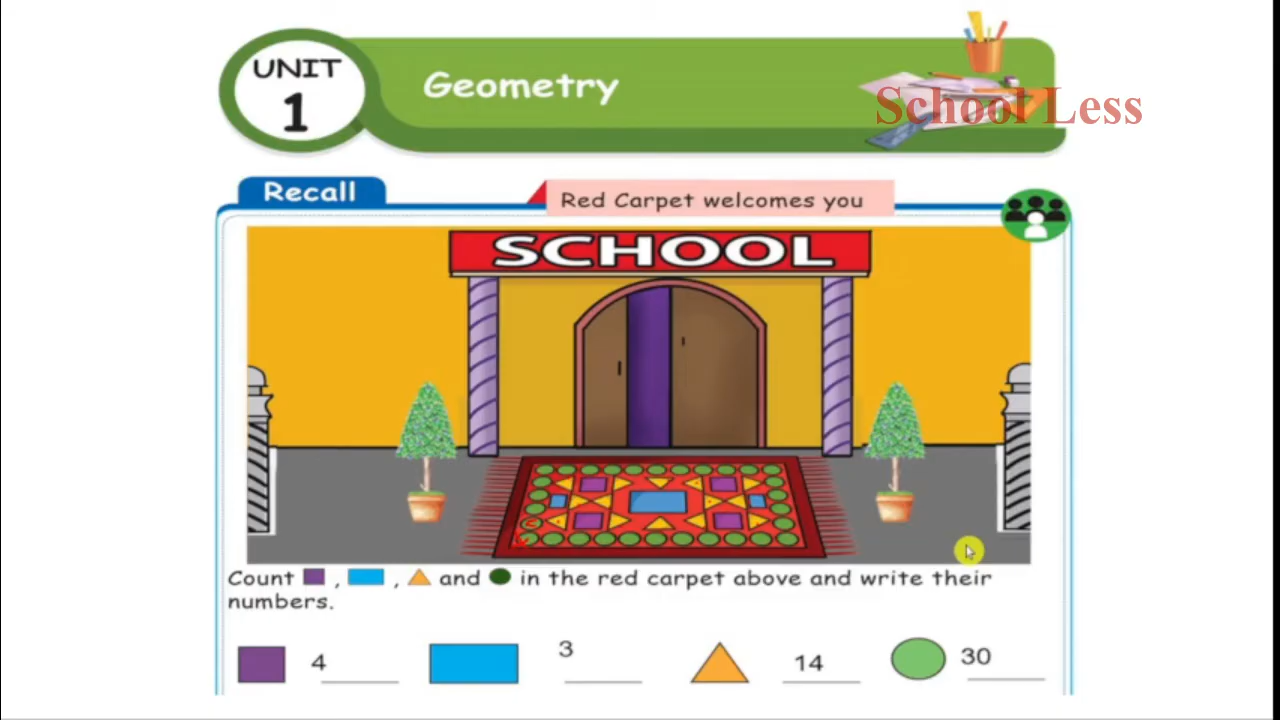 UNIT
1
Geometry
School Less
Recall
Red Carpet welcomes you
SCHOOL
Count , , and in the red carpet above and write their
numbers.
4 3 14 30